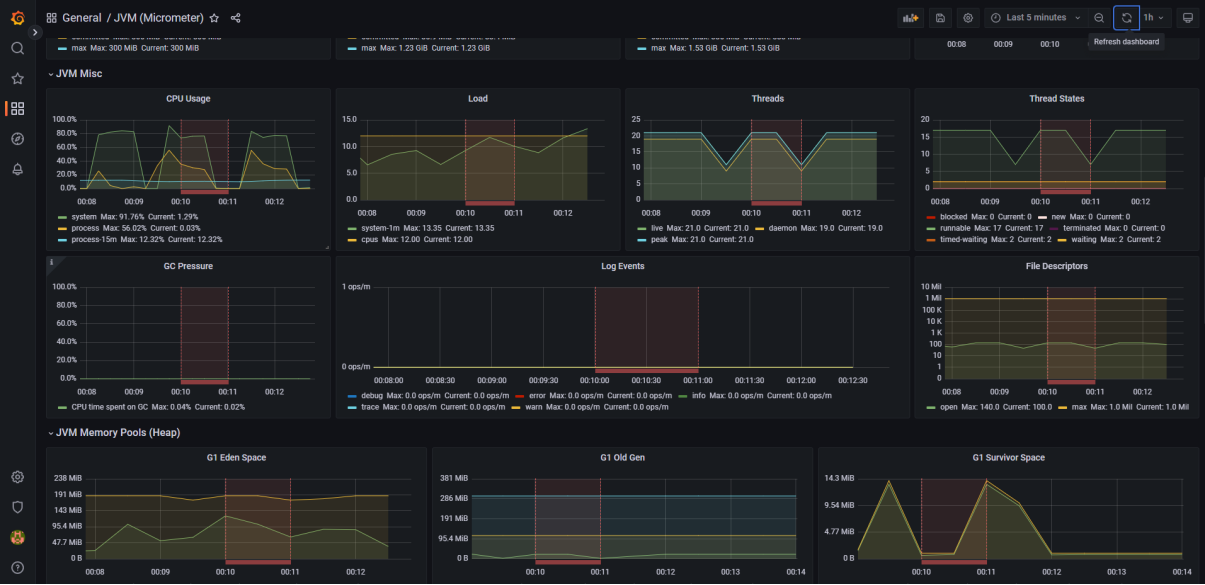 General / JVM (Micrometer)
Last 5 minutes
1h
Refresh dashboard
max Max: 300 MiB Current: 300 MiB
max Max: 1.23 GiB Current: 1.23 GiB
max Max: 1.53 GiB Current: 1.53 GiB
00:08 00:09 00:10
JVM Misc
CPU Usage
100.0%
80.0%
60.0%
40.0%
20.0%
0.0%
00:08 00:09 00:10 00:11 00:12
system Max: 91.76% Current: 1.29%
process Max: 56.02% Current: 0.03%
process-15m Max: 12.32% Current: 12.32%
Load
15.0
10.0
5.0
0.0
00:08 00:09 00:10 00:11 00:12
system-1m Max: 13.35 Current: 13.35
cpus Max: 12.00 Current: 12.00
Threads
25
20
15
10
5
0
00:08 00:09 00:10 00:11 00:12
live Max: 21.0 Current: 21.0 daemon Max: 19.0 Current: 19.0
peak Max: 21.0 Current: 21.0
Thread States
20
15
10
5
0
00:08 00:09 00:10 00:11 00:12
blocked Max: 0 Current: 0 new Max: 0 Current: 0
runnable Max: 17 Current: 17 terminated Max: 0 Current: 0
timed-waiting Max: 2 Current: 2 waiting Max: 2 Current: 2
i
GC Pressure
100.0%
80.0%
60.0%
40.0%
20.0%
0.0%
00:08 00:09 00:10 00:11 00:12
CPU time spent on GC Max: 0.04% Current: 0.02%
Log Events
1 ops/m
0 ops/m
00:08:00 00:08:30 00:09:00 00:09:30 00:10:00 00:10:30 00:11:00 00:11:30 00:12:00 00:12:30
debug Max: 0.0 ops/m Current: 0.0 ops/m error Max: 0.0 ops/m Current: 0.0 ops/m info Max: 0.0 ops/m Current: 0.0 ops/m
trace Max: 0.0 ops/m Current: 0.0 ops/m warn Max: 0.0 ops/m Current: 0.0 ops/m
File Descriptors
10 Mil
1 Mil
100 K
10 K
1 K
100
10
1
0
00:08 00:09 00:10 00:11 00:12
open Max: 140.0 Current: 100.0 max Max: 1.0 Mil Current: 1.0 Mil
JVM Memory Pools (Heap)
G1 Eden Space
238 MiB
191 MiB
143 MiB
95.4 MiB
47.7 MiB
0 B
00:08 00:09 00:10 00:11 00:12
G1 Old Gen
381 MiB
286 MiB
191 MiB
95.4 MiB
0 B
00:10 00:11 00:12 00:13 00:14
G1 Survivor Space
14.3 MiB
9.54 MiB
4.77 MiB
0 B
00:10 00:11 00:12 00:13 00:14